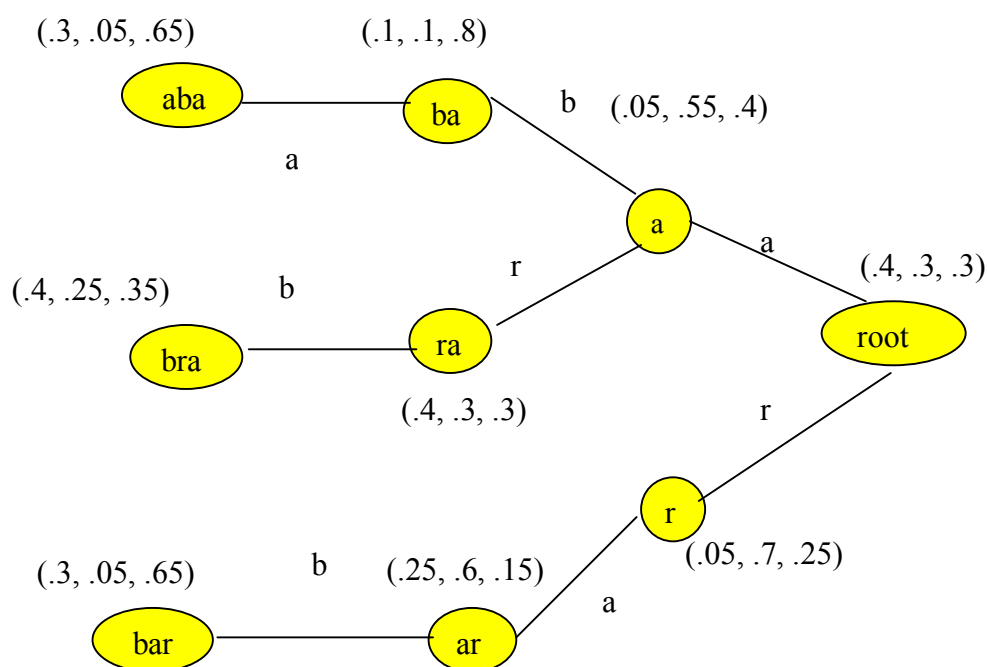 (.3, .05, .65)
(.1, .1, .8)
aba
ba
b
(.05, .55, .4)
a
a
a
(.4, .3, .3)
(.4, .25, .35)
b
r
bra
ra
root
(.4, .3, .3)
r
r
(.05, .7, .25)
(.3, .05, .65)
b
(.25, .6, .15)
a
bar
ar